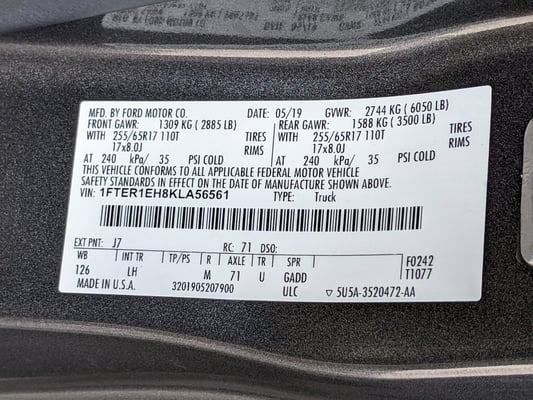 MFD. BY FORD MOTOR CO. DATE: 05/19 GVWR: 2744 KG ( 6050 LB)
FRONT GAWR: 1309 KG ( 2885 LB) REAR GAWR: 1588 KG ( 3500 LB)
WITH 255/65R17 110T TIRES WITH 255/65R17 110T TIRES
17x8.0J RIMS 17x8.0J RIMS
AT 240 kPa/ 35 PSI COLD AT 240 kPa/ 35 PSI COLD
THIS VEHICLE CONFORMS TO ALL APPLICABLE FEDERAL MOTOR VEHICLE
SAFETY STANDARDS IN EFFECT ON THE DATE OF MANUFACTURE SHOWN ABOVE.
VIN: 1FTER1EH8KLA56561 TYPE: Truck
EXT PNT: J7 RC: 71 DSO:
WB INT TR TP/PS R AXLE TR SPR F0242
126 LH M 71 U GADD T1077
MADE IN U.S.A. 3201905207900 ULC ▽ 5U5A-3520472-AA